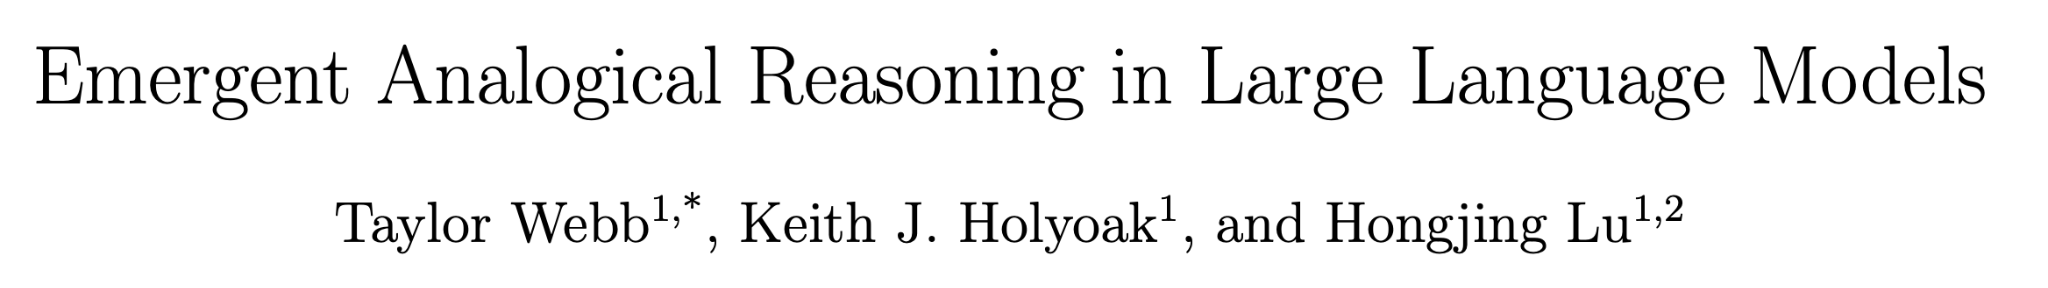 Emergent Analogical Reasoning in Large Language Models
Taylor Webb¹,*, Keith J. Holyoak¹, and Hongjing Lu¹,²